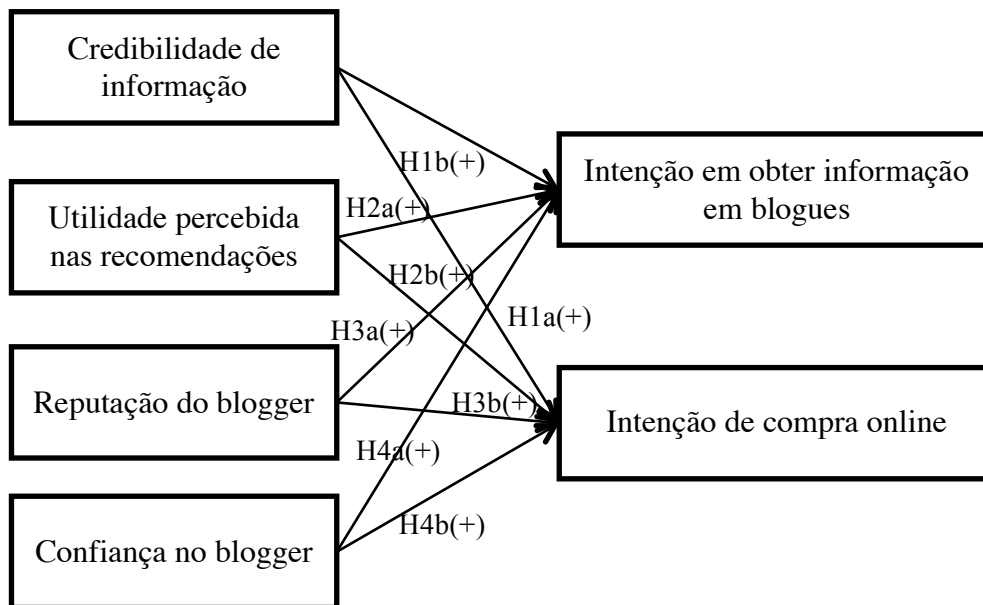 Credibilidade de
informação
Utilidade percebida
nas recomendações
Reputação do blogger
Confiança no blogger
H1b(+)
H2a(+)
H2b(+)
H1a(+)
H3a(+)
H3b(+)
H4a(+)
H4b(+)
Intenção em obter informação
em blogues
Intenção de compra online